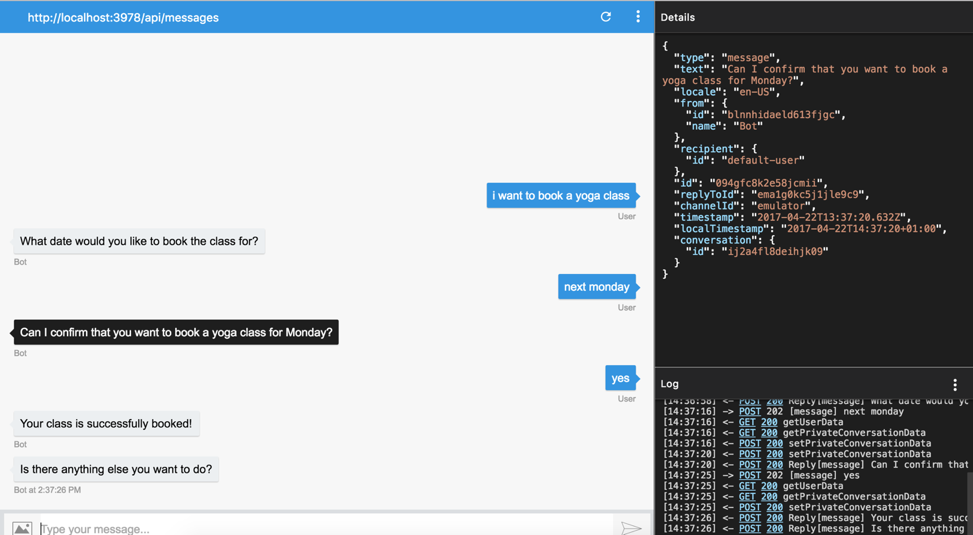 http://localhost:3978/api/messages
i want to book a yoga class
User
What date would you like to book the class for?
Bot
next monday
User
Can I confirm that you want to book a yoga class for Monday?
Bot
yes
User
Your class is successfully booked!
Bot
Is there anything else you want to do?
Bot at 2:37:26 PM
Type your message...
Details
{
"type": "message",
"text": "Can I confirm that you want to book a
yoga class for Monday?",
"locale": "en-US",
"from": {
"id": "blnnhidaeld613fjgc",
"name": "Bot"
},
"recipient": {
"id": "default-user"
},
"id": "094gfc8k2e58jcmii",
"replyToId": "ema1g0kc5j1jle9c9",
"channelId": "emulator",
"timestamp": "2017-04-22T13:37:20.632Z",
"localTimestamp": "2017-04-22T14:37:20+01:00",
"conversation": {
"id": "ij2a4fl8deihjk09"
}
}
Log
[14:36:58] <- POST 200 Reply[message] What date would yo
[14:37:16] -> POST 202 [message] next monday
[14:37:16] <- GET 200 getUserData
[14:37:16] <- GET 200 getPrivateConversationData
[14:37:16] <- POST 200 setPrivateConversationData
[14:37:20] <- POST 200 setPrivateConversationData
[14:37:20] <- POST 200 Reply[message] Can I confirm that
[14:37:25] -> POST 202 [message] yes
[14:37:25] <- GET 200 getUserData
[14:37:25] <- GET 200 getPrivateConversationData
[14:37:25] <- POST 200 setPrivateConversationData
[14:37:26] <- POST 200 Reply[message] Your class is succ
[14:37:26] <- POST 200 Reply[message] Is there anything